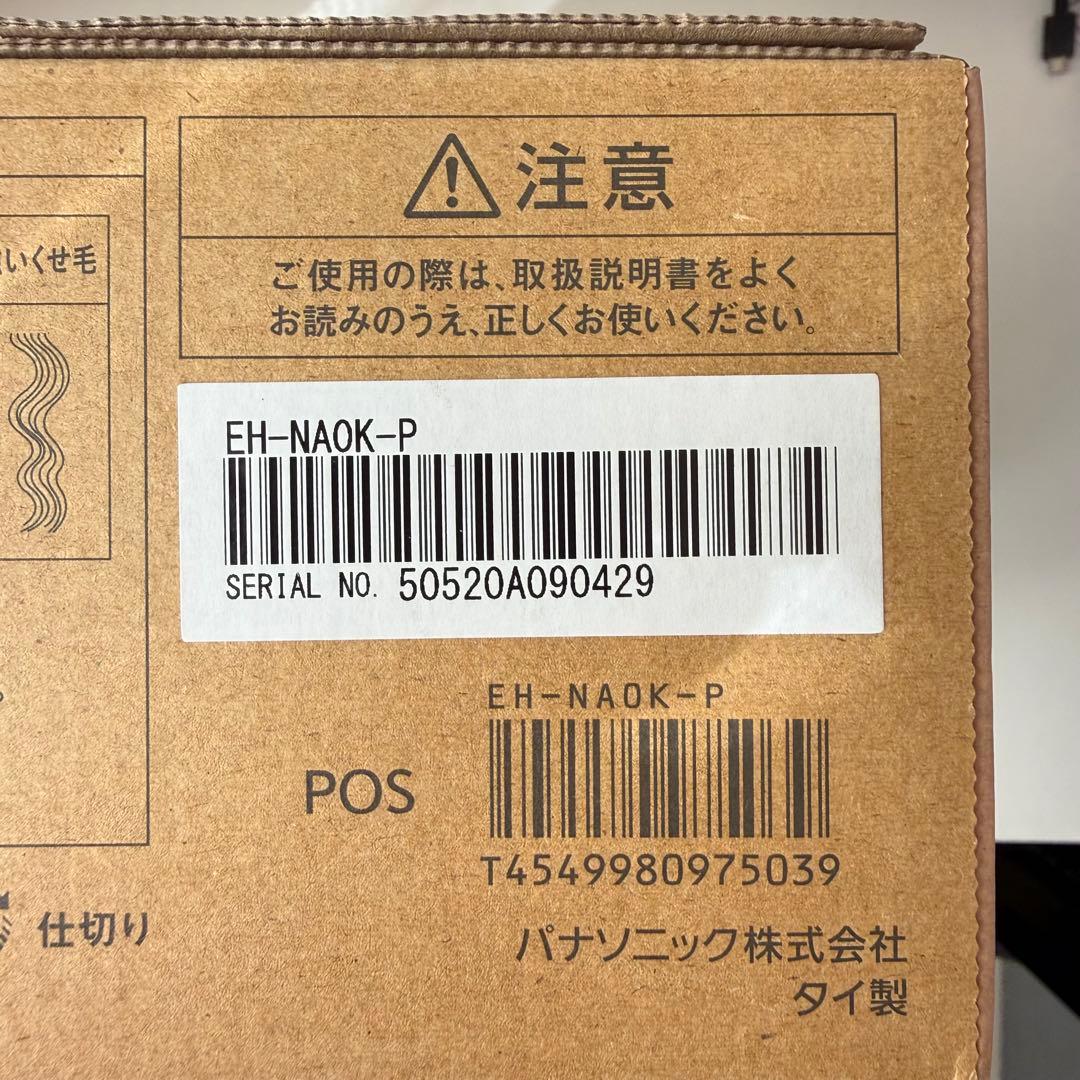 注意
ご使用の際は、取扱説明書をよく
お読みのうえ、正しくお使いください。
いくせ毛
EH-NA0K-P
SERIAL NO. 50520A090429
EH-NA0K-P
POS
T4549980975039
仕切り
パナソニック株式会社
タイ製